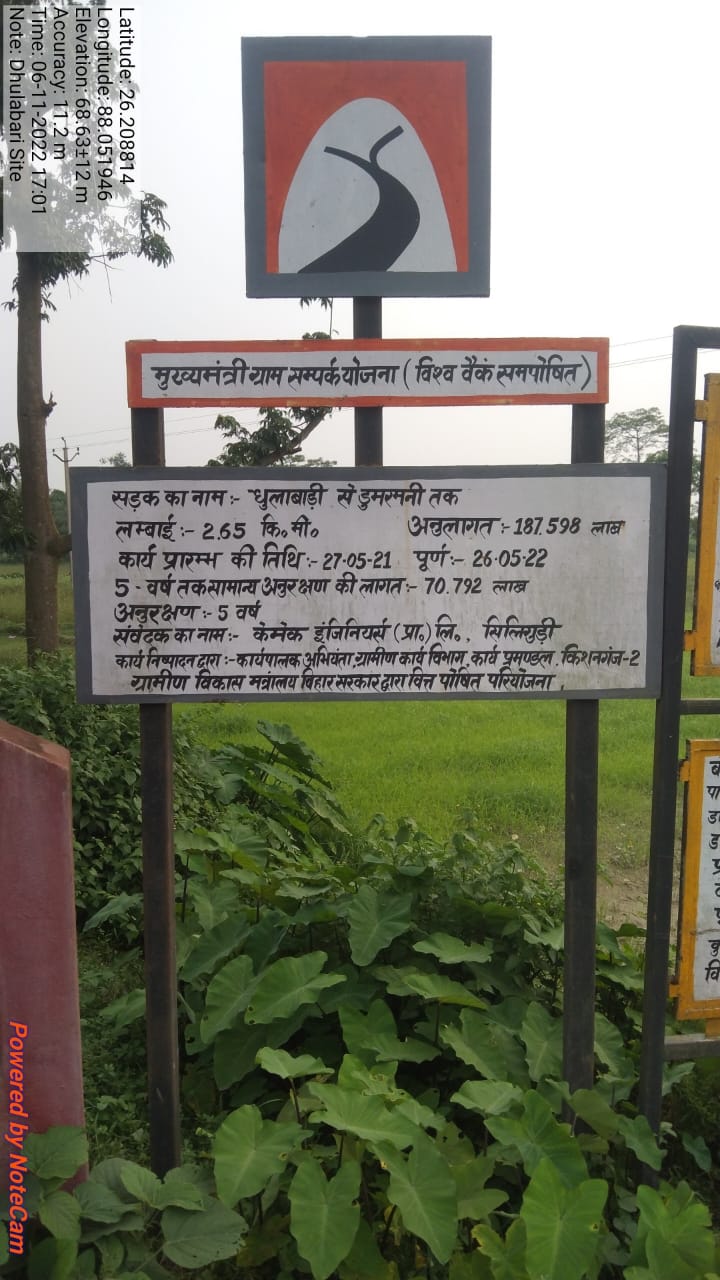 Latitude: 26.208814
Longitude: 88.051946
Elevation: 68.63±12 m
Accuracy: 11.2 m
Time: 06-11-2022 17:01
Note: Dhulabari Site
मुख्यमंत्री ग्राम सम्पर्क योजना ( विश्व वैकं समपोषित )
सड़क का नाम :- धुलाबाड़ी से डुमरमनी तक
लम्बाई :- 2.65 कि॰ मी॰ अनुलागत :- 187.598 लाख
कार्य प्रारम्भ की तिथि :- 27-05-21 पूर्ण :- 26-05-22
5 - वर्ष तक सामान्य अनुरक्षण की लागत :- 70.792 लाख
अनुरक्षण :- 5 वर्ष
संवेदक का नाम :- केमेक इंजिनियर्स (प्रा॰) लि॰, सिलिगुड़ी
कार्य निष्पादन द्वारा :- कार्यपालक अभियंता ग्रामीण कार्य विभाग, कार्य प्रमण्डल, किशनगंज-2
ग्रामीण विकास मंत्रालय बिहार सरकार द्वारा वित्त पोषित परियोजना
Powered by NoteCam